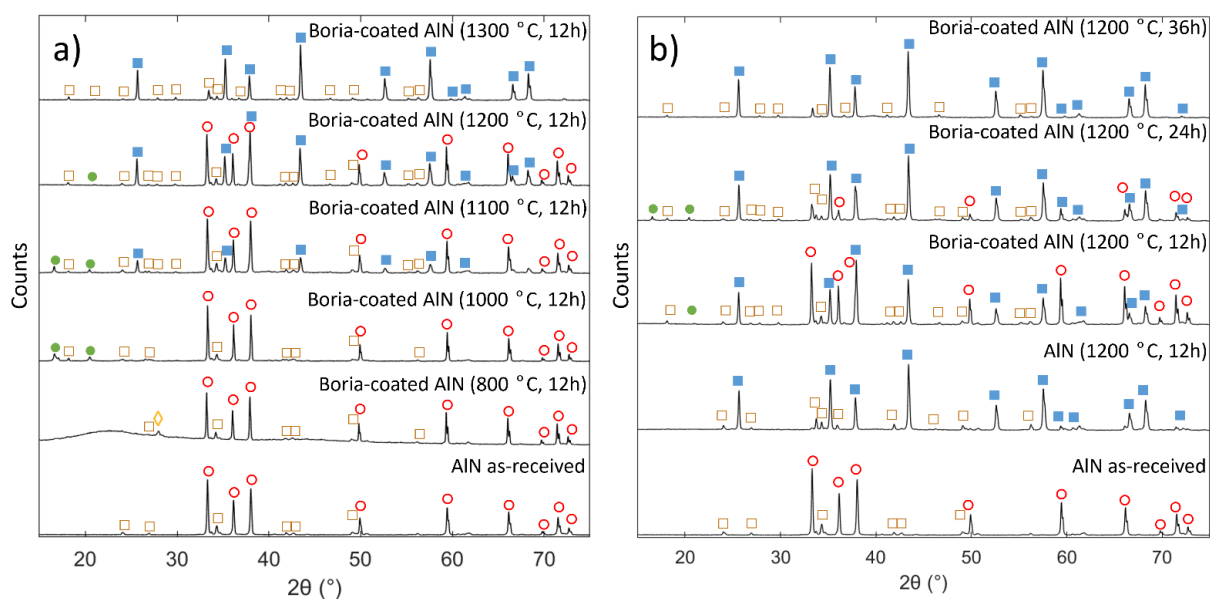 a)
Boria-coated AlN (1300 °C, 12h)
Boria-coated AlN (1200 °C, 12h)
Boria-coated AlN (1100 °C, 12h)
Boria-coated AlN (1000 °C, 12h)
Boria-coated AlN (800 °C, 12h)
AlN as-received
Counts
20 30 40 50 60 70
2θ (°)
b)
Boria-coated AlN (1200 °C, 36h)
Boria-coated AlN (1200 °C, 24h)
Boria-coated AlN (1200 °C, 12h)
AlN (1200 °C, 12h)
AlN as-received
Counts
20 30 40 50 60 70
2θ (°)